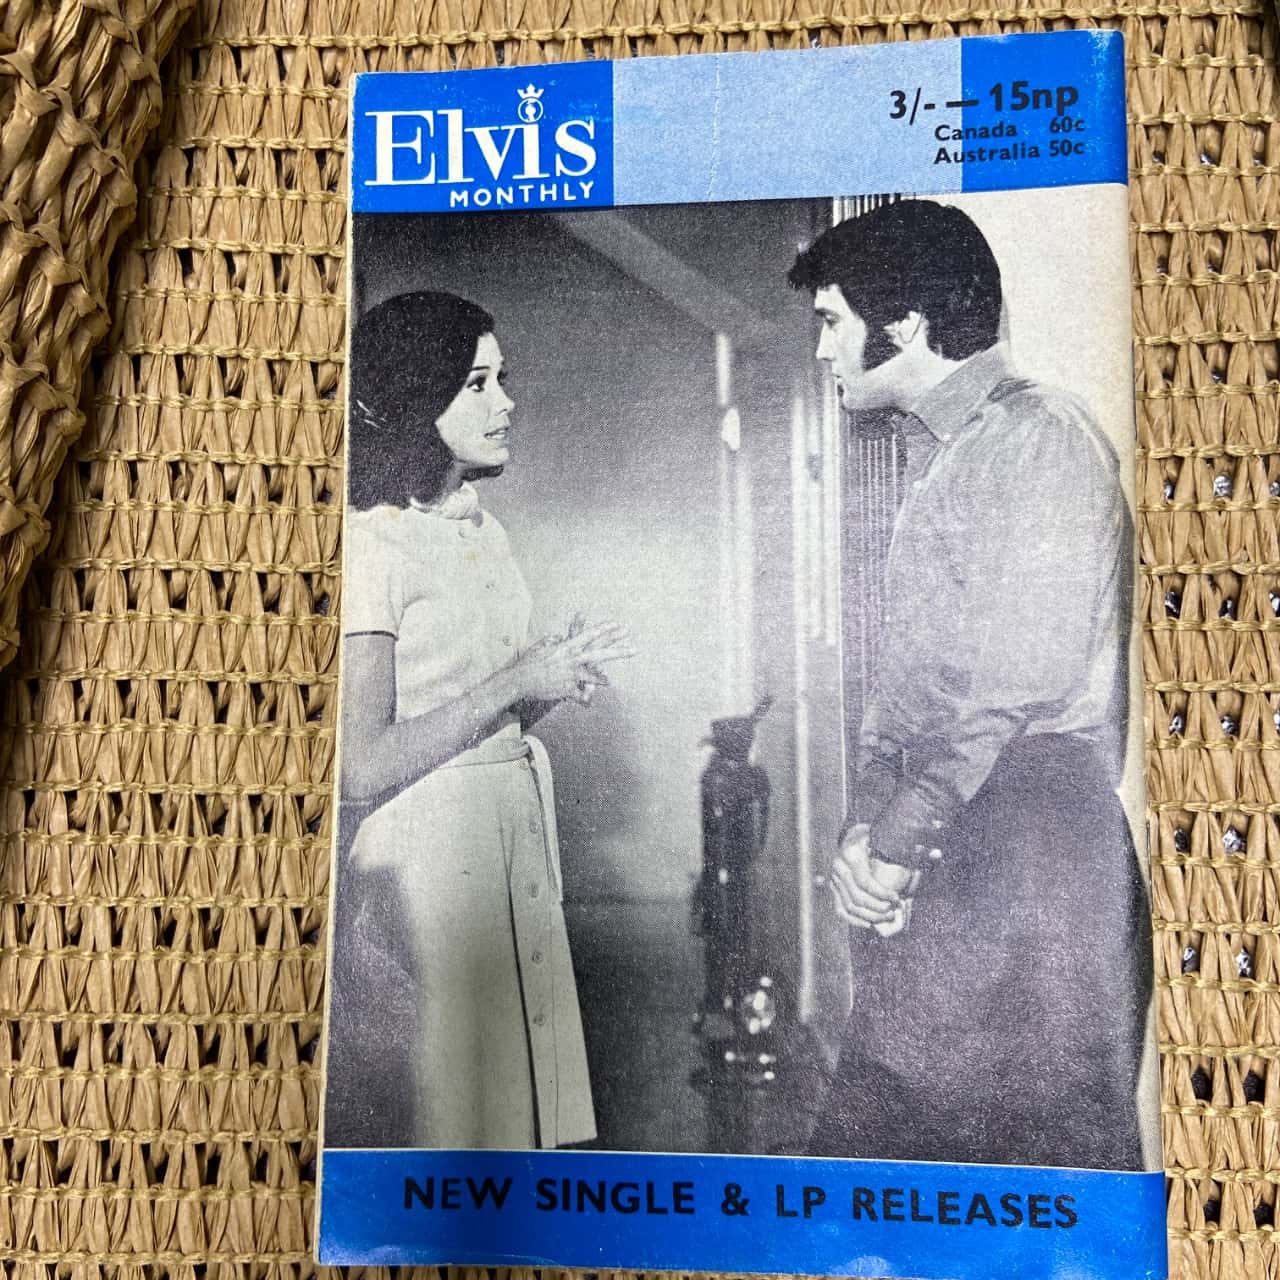 Elvis
MONTHLY
3/- — 15np
Canada 60c
Australia 50c
NEW SINGLE & LP RELEASES